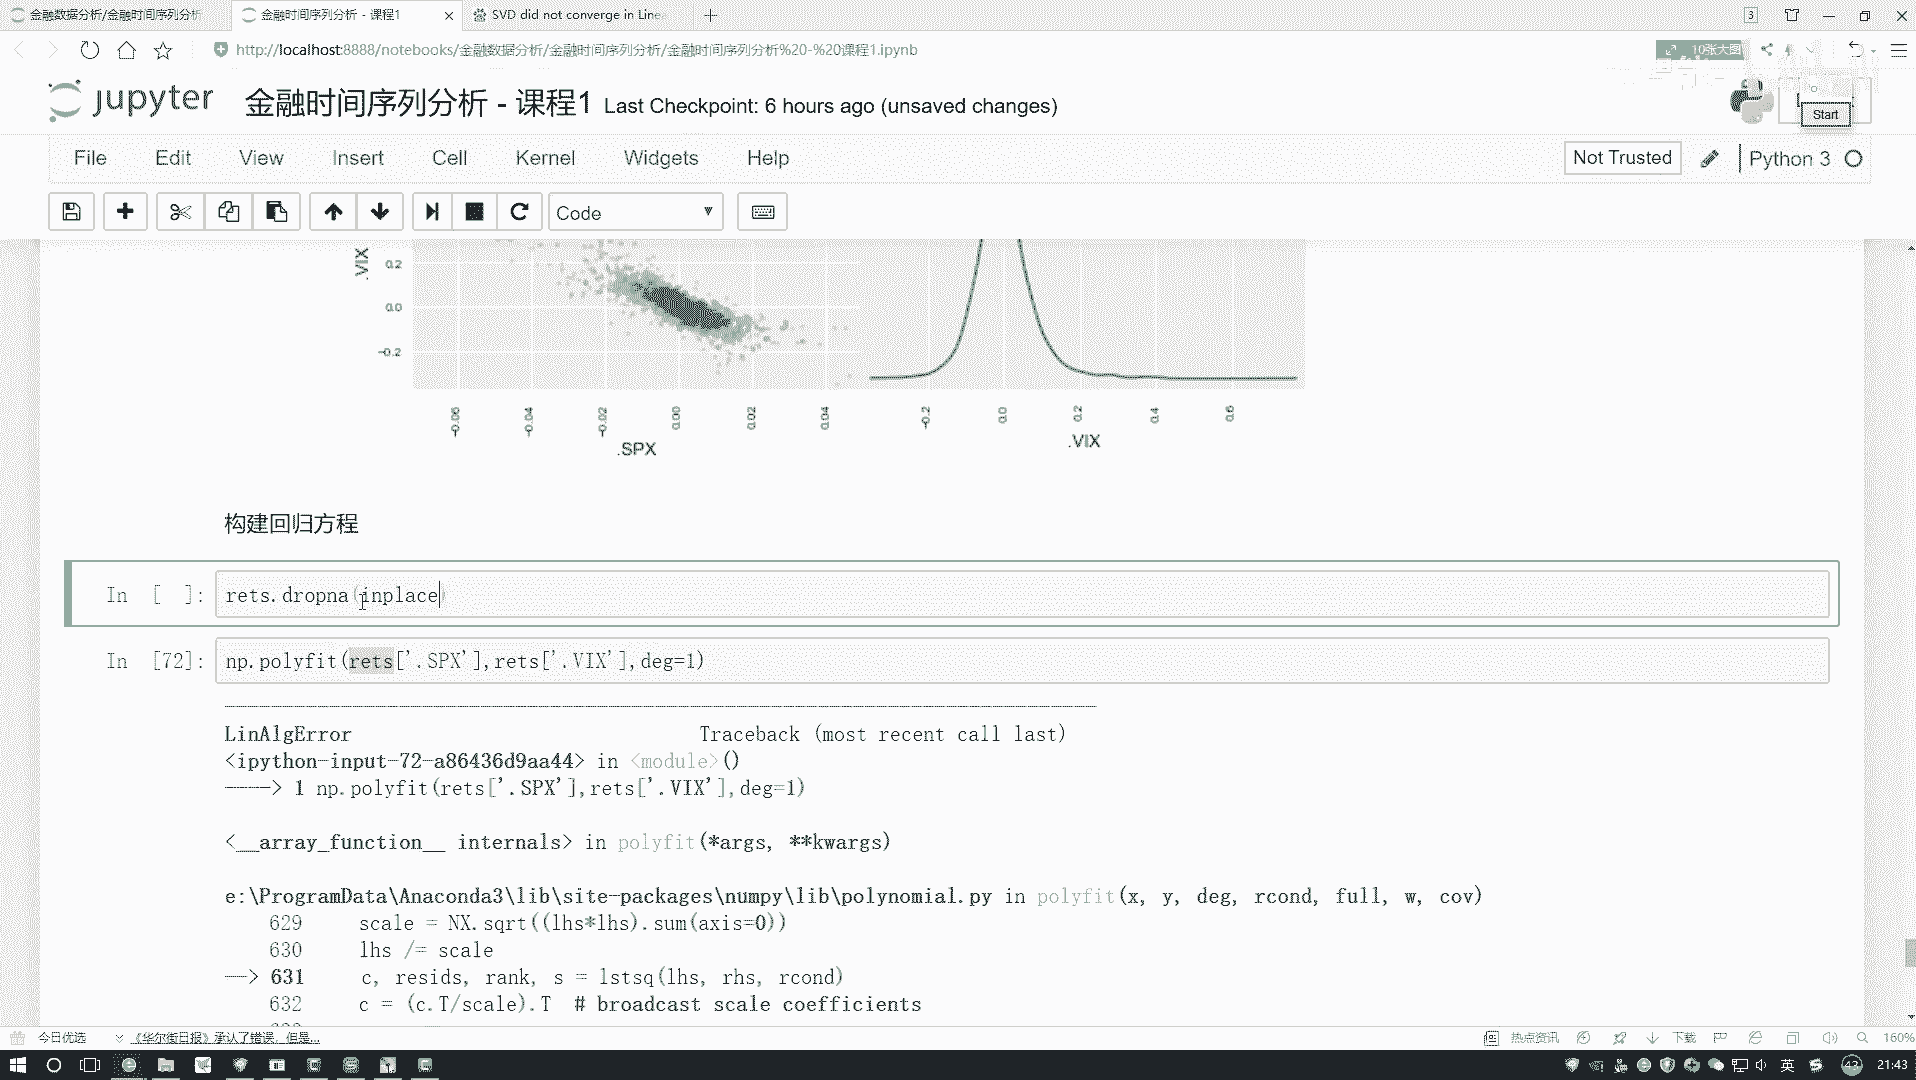 金融数据分析/金融时间序列分析
金融时间序列分析 - 课程1
SVD did not converge in Linea
3
http://localhost:8888/notebooks/金融数据分析/金融时间序列分析/金融时间序列分析%20-%20课程1.ipynb
10张大图
jupyter 金融时间序列分析 - 课程1 Last Checkpoint: 6 hours ago (unsaved changes)
Start
File Edit View Insert Cell Kernel Widgets Help
Not Trusted
Python 3
Code
.VIX
0.2
0.0
-0.2
-0.06 -0.04 -0.02 0.00 0.02 0.04
.SPX
-0.2 0.0 0.2 0.4 0.6
.VIX
构建回归方程
In [ ]: rets.dropna(inplace)
In [72]: np.polyfit(rets['.SPX'],rets['.VIX'],deg=1)
LinAlgError Traceback (most recent call last)
<ipython-input-72-a86436d9aa44> in <module>()
----> 1 np.polyfit(rets['.SPX'],rets['.VIX'],deg=1)
<__array_function__ internals> in polyfit(*args, **kwargs)
e:\ProgramData\Anaconda3\lib\site-packages\numpy\lib\polynomial.py in polyfit(x, y, deg, rcond, full, w, cov)
629 scale = NX.sqrt((lhs*lhs).sum(axis=0))
630 lhs /= scale
--> 631 c, resids, rank, s = lstsq(lhs, rhs, rcond)
632 c = (c.T/scale).T # broadcast scale coefficients
今日优选
《华尔街日报》承认了错误，但是...
热点资讯
下载
160%
英
43
21:43